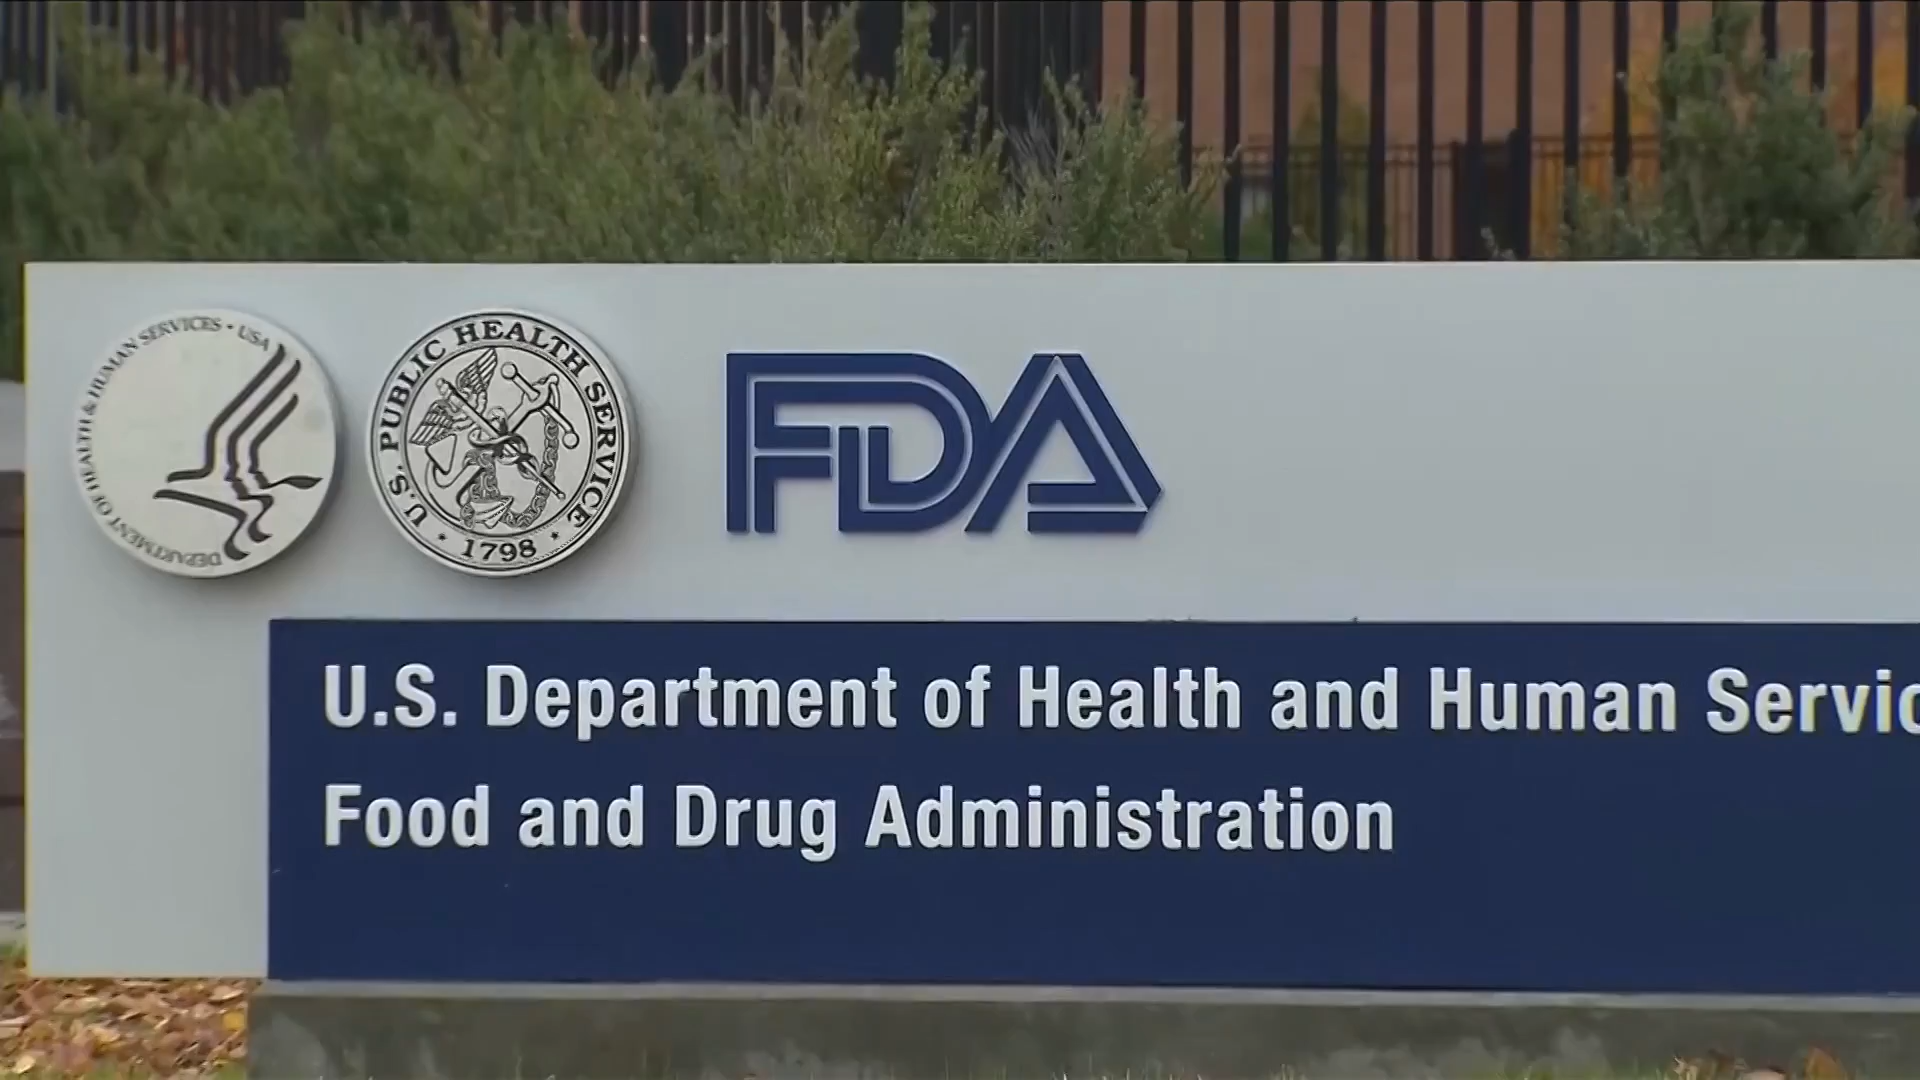 DEPARTMENT OF HEALTH & HUMAN SERVICES • USA
U.S. PUBLIC HEALTH SERVICE
1798
FDA
U.S. Department of Health and Human Servic
Food and Drug Administration